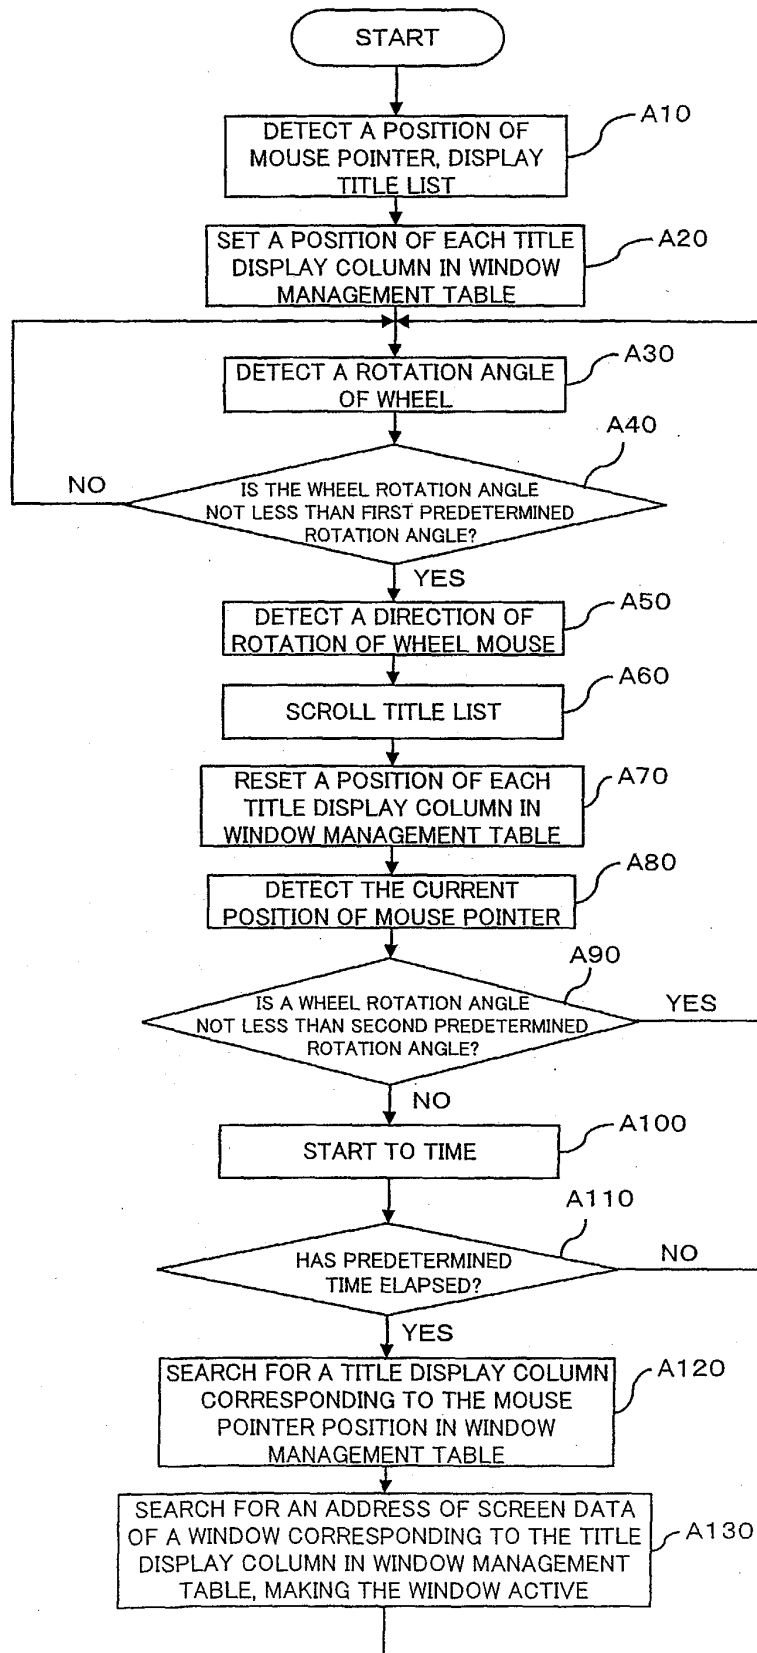 START
A10
DETECT A POSITION OF
MOUSE POINTER, DISPLAY
TITLE LIST
A20
SET A POSITION OF EACH TITLE
DISPLAY COLUMN IN WINDOW
MANAGEMENT TABLE
A30
DETECT A ROTATION ANGLE
OF WHEEL
A40
NO
IS THE WHEEL ROTATION ANGLE
NOT LESS THAN FIRST PREDETERMINED
ROTATION ANGLE?
YES
A50
DETECT A DIRECTION OF
ROTATION OF WHEEL MOUSE
A60
SCROLL TITLE LIST
A70
RESET A POSITION OF EACH
TITLE DISPLAY COLUMN IN
WINDOW MANAGEMENT TABLE
A80
DETECT THE CURRENT
POSITION OF MOUSE POINTER
A90
IS A WHEEL ROTATION ANGLE
NOT LESS THAN SECOND PREDETERMINED
ROTATION ANGLE?
YES
NO
A100
START TO TIME
A110
HAS PREDETERMINED
TIME ELAPSED?
NO
YES
A120
SEARCH FOR A TITLE DISPLAY COLUMN
CORRESPONDING TO THE MOUSE
POINTER POSITION IN WINDOW
MANAGEMENT TABLE
A130
SEARCH FOR AN ADDRESS OF SCREEN DATA
OF A WINDOW CORRESPONDING TO THE TITLE
DISPLAY COLUMN IN WINDOW MANAGEMENT
TABLE, MAKING THE WINDOW ACTIVE